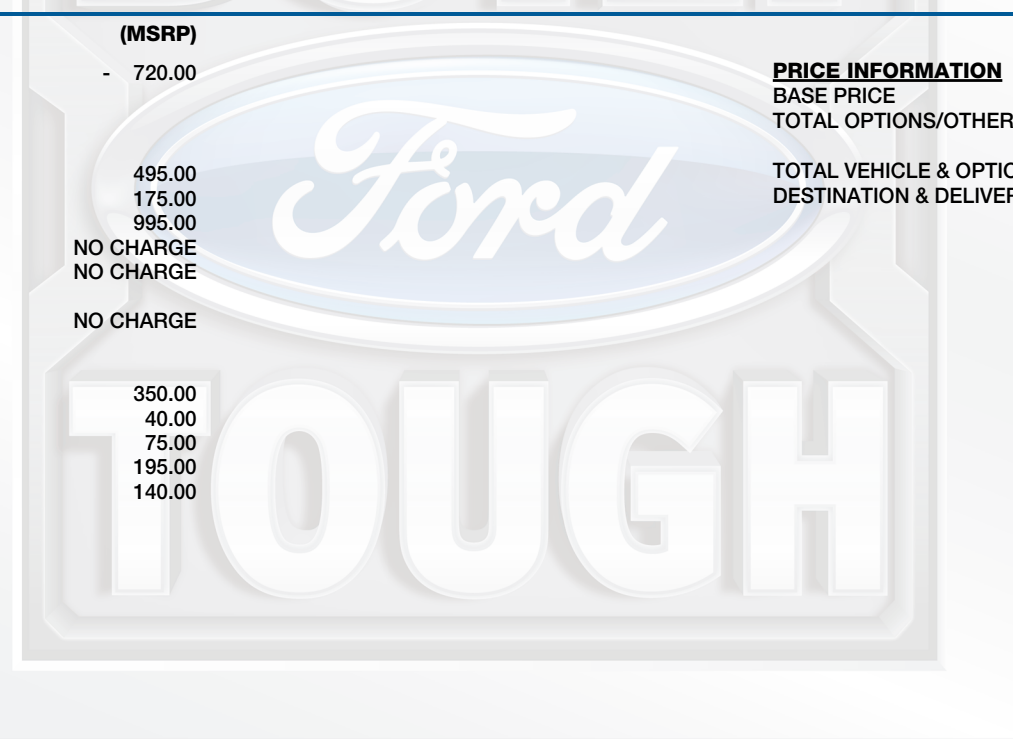 (MSRP)
- 720.00
495.00
175.00
995.00
NO CHARGE
NO CHARGE
NO CHARGE
350.00
40.00
75.00
195.00
140.00
PRICE INFORMATION
BASE PRICE
TOTAL OPTIONS/OTHER
TOTAL VEHICLE & OPTIO
DESTINATION & DELIVER
Ford
TOUGH